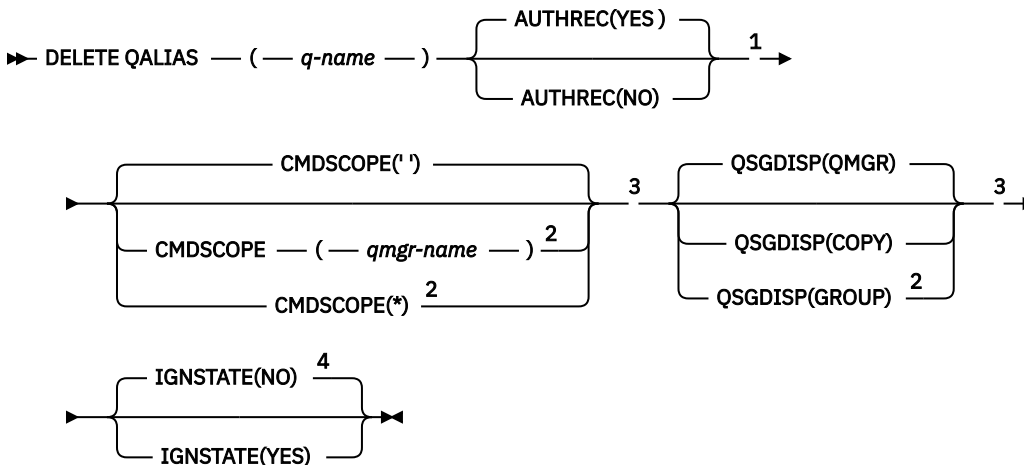 AUTHREC(YES )
DELETE QALIAS ( q-name ) 1
AUTHREC(NO)
CMDSCOPE(' ') QSGDISP(QMGR)
3 3
CMDSCOPE ( qmgr-name ) 2 QSGDISP(COPY)
CMDSCOPE(*) 2 QSGDISP(GROUP) 2
IGNSTATE(NO) 4
IGNSTATE(YES)